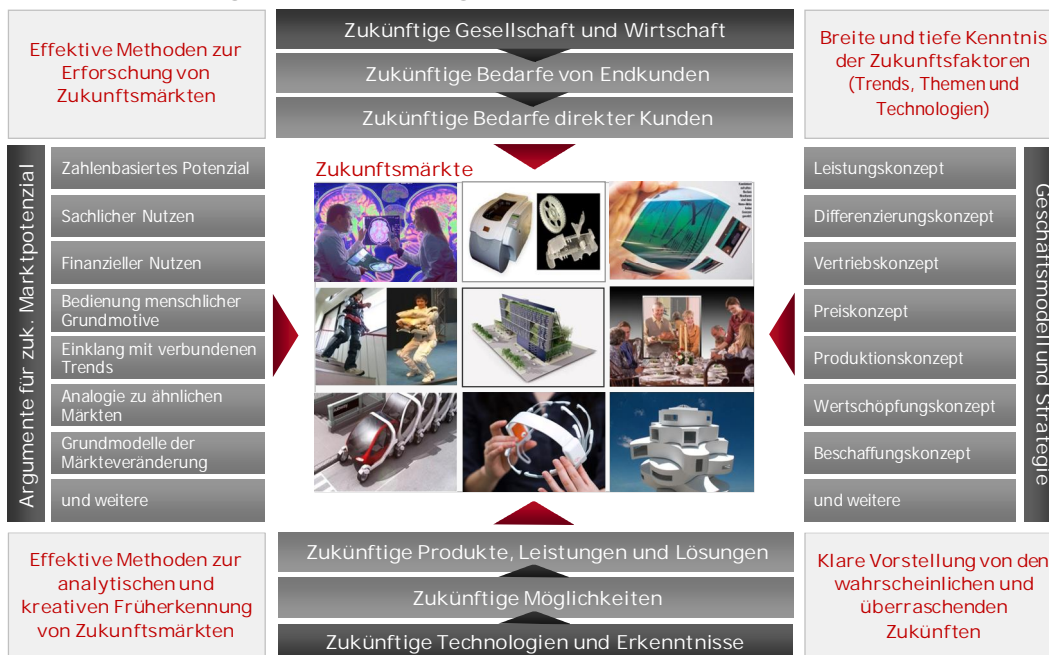 Effektive Methoden zur
Erforschung von
Zukunftsmärkten
Zukünftige Gesellschaft und Wirtschaft
Zukünftige Bedarfe von Endkunden
Zukünftige Bedarfe direkter Kunden
Breite und tiefe Kenntnis
der Zukunftsfaktoren
(Trends, Themen und
Technologien)
Argumente für zuk. Marktpotenzial
Zahlenbasiertes Potenzial
Sachlicher Nutzen
Finanzieller Nutzen
Bedienung menschlicher
Grundmotive
Einklang mit verbundenen
Trends
Analogie zu ähnlichen
Märkten
Grundmodelle der
Märkteveränderung
und weitere
Zukunftsmärkte
Leistungskonzept
Differenzierungskonzept
Vertriebskonzept
Preiskonzept
Produktionskonzept
Wertschöpfungskonzept
Beschaffungskonzept
und weitere
Geschäftsmodell und Strategie
Effektive Methoden zur
analytischen und
kreativen Früherkennung
von Zukunftsmärkten
Zukünftige Produkte, Leistungen und Lösungen
Zukünftige Möglichkeiten
Zukünftige Technologien und Erkenntnisse
Klare Vorstellung von den
wahrscheinlichen und
überraschenden
Zukünften